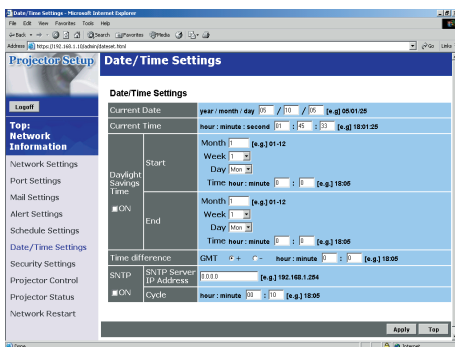 Date/Time Settings - Microsoft Internet Explorer
File Edit View Favorites Tools Help
Back Search Favorites Media
Address https://192.168.1.10/admin/dateset.html Go Links
Projector Setup
Date/Time Settings
Logoff
Top:
Network
Information
Network Settings
Port Settings
Mail Settings
Alert Settings
Schedule Settings
Date/Time Settings
Security Settings
Projector Control
Projector Status
Network Restart
Date/Time Settings
Current Date year / month / day 05 / 10 / 05 [e.g] 05/01/25
Current Time hour : minute : second 01 : 45 : 33 [e.g] 18:01:25
Daylight Savings Time
ON
Start
Month 1 [e.g.] 01-12
Week 1
Day Mon
Time hour : minute 0 : 0 [e.g.] 18:05
End
Month 1 [e.g.] 01-12
Week 1
Day Mon
Time hour : minute 0 : 0 [e.g.] 18:05
Time difference GMT + - hour : minute 0 : 0 [e.g.] 18:05
SNTP
ON
SNTP Server IP Address 0.0.0.0 [e.g.] 192.168.1.254
Cycle hour : minute 00 : 10 [e.g.] 18:05
Apply Top
Done Internet